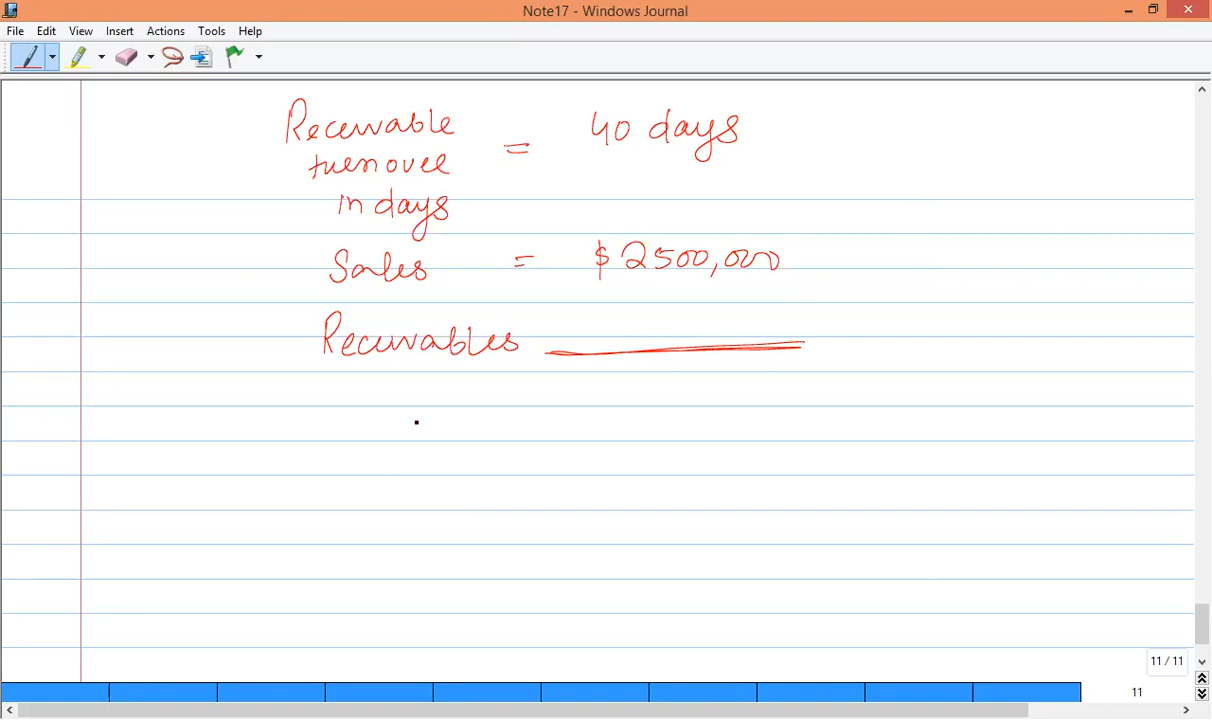 Note17 - Windows Journal
File Edit View Insert Actions Tools Help
Receivable
turnover
in days
= 40 days
Sales = $2500,000
Receivables
11 / 11
11